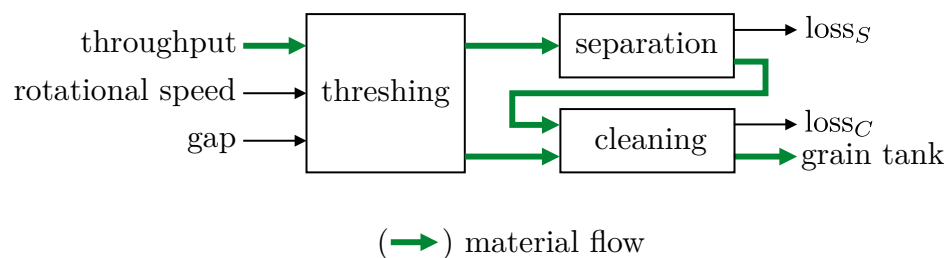 throughput
rotational speed
gap
threshing
separation
loss_S
cleaning
loss_C
grain tank
( ) material flow